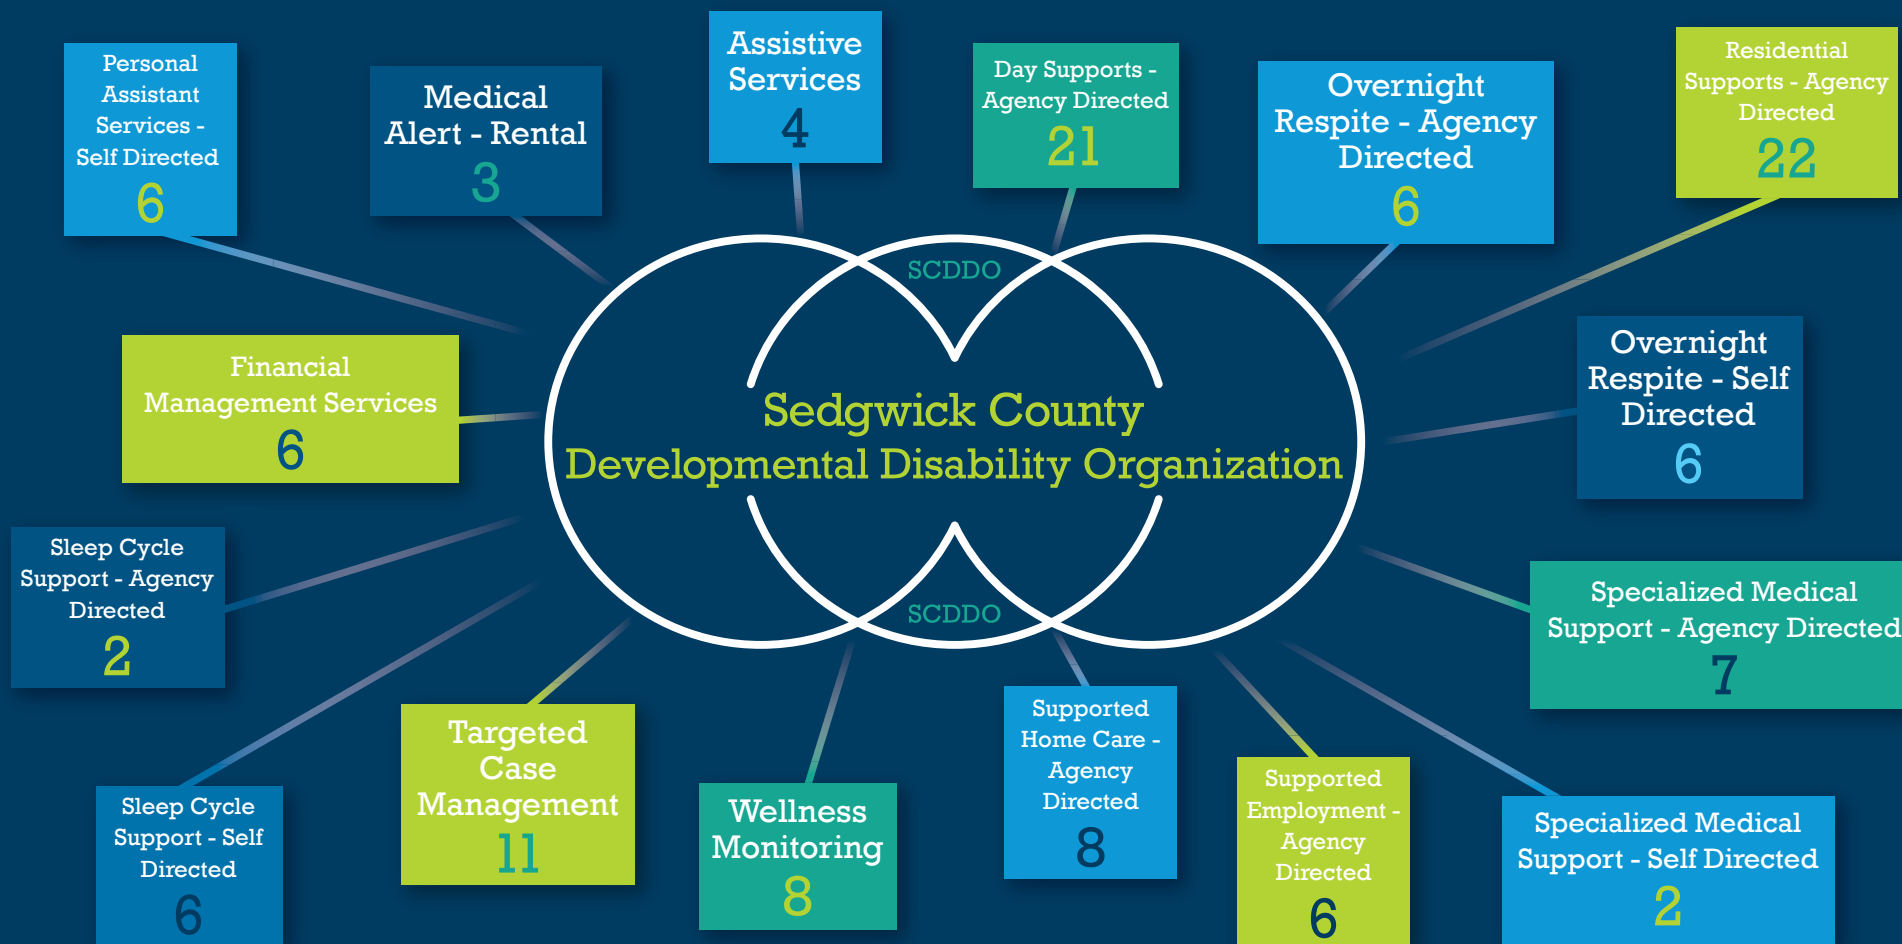 Personal
Assistant
Services -
Self Directed
6
Medical
Alert - Rental
3
Assistive
Services
4
Day Supports -
Agency Directed
21
Overnight
Respite - Agency
Directed
6
Residential
Supports - Agency
Directed
22
Financial
Management Services
6
SCDDO
Sedgwick County
Developmental Disability Organization
SCDDO
Overnight
Respite - Self
Directed
6
Sleep Cycle
Support - Agency
Directed
2
Specialized Medical
Support - Agency Directed
7
Sleep Cycle
Support - Self
Directed
6
Targeted
Case
Management
11
Wellness
Monitoring
8
Supported
Home Care -
Agency
Directed
8
Supported
Employment -
Agency
Directed
6
Specialized Medical
Support - Self Directed
2